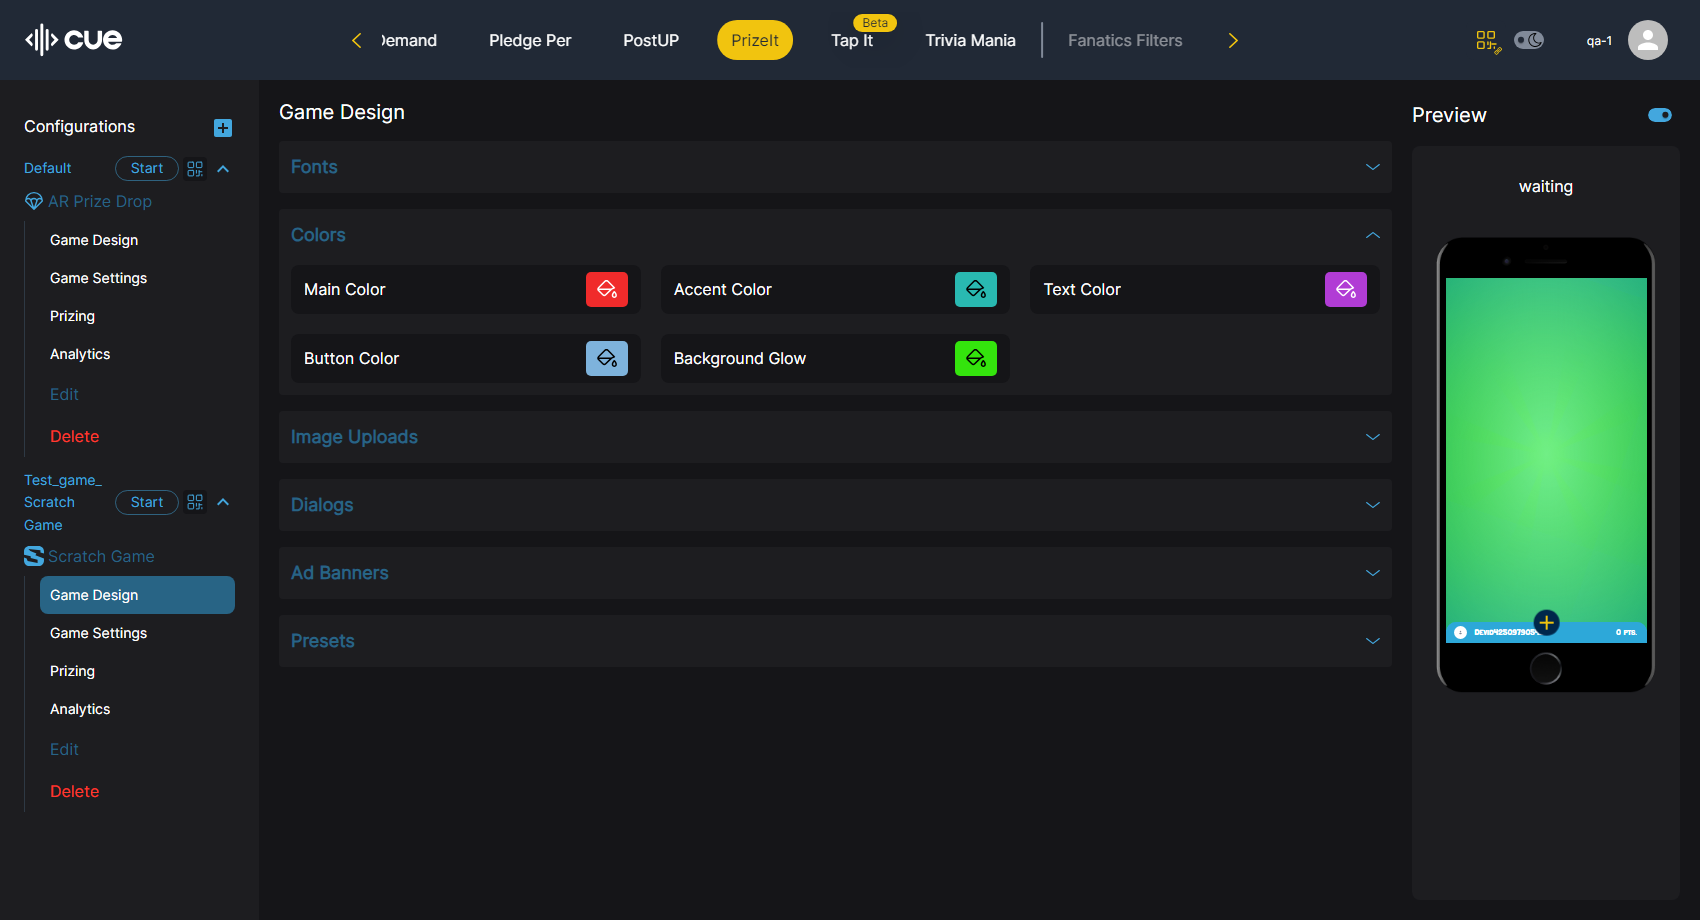 cue
Demand
Pledge Per
PostUP
PrizeIt
Beta
Tap It
Trivia Mania
Fanatics Filters
qa-1
Configurations
Default
Start
AR Prize Drop
Game Design
Game Settings
Prizing
Analytics
Edit
Delete
Test_game_
Scratch
Game
Start
Scratch Game
Game Design
Game Settings
Prizing
Analytics
Edit
Delete
Game Design
Fonts
Colors
Main Color
Accent Color
Text Color
Button Color
Background Glow
Image Uploads
Dialogs
Ad Banners
Presets
Preview
waiting
0 PTS.